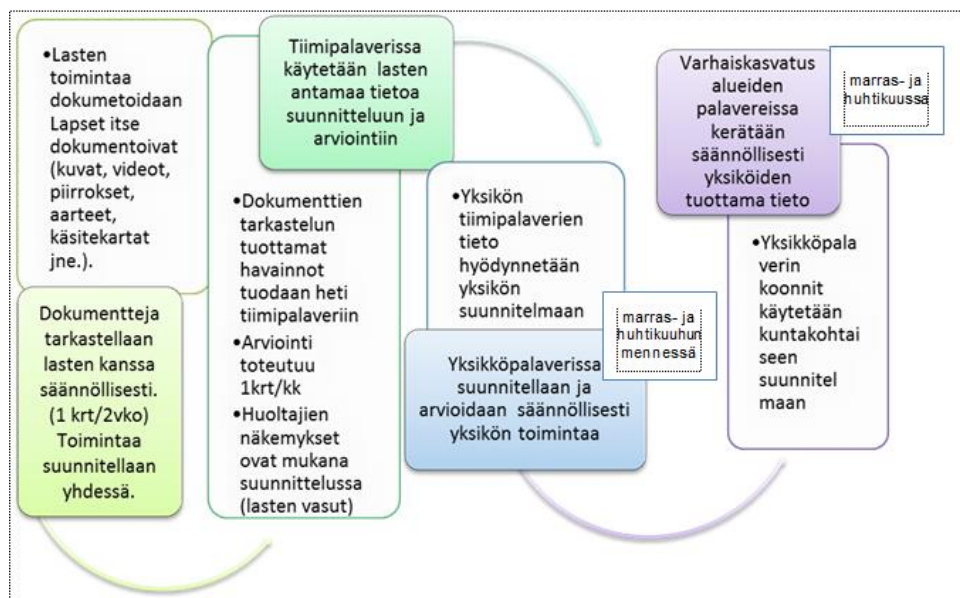 •Lasten
toimintaa
dokumetoidaan
Lapset itse
dokumentoivat
(kuvat, videot,
piirrokset,
aarteet,
käsitekartat
jne.).
Dokumentteja
tarkastellaan
lasten kanssa
säännöllisesti.
(1 krt/2vko)
Toimintaa
suunnitellaan
yhdessä.
Tiimipalaverissa
käytetään lasten
antamaa tietoa
suunnitteluun ja
arviointiin
•Dokumenttien
tarkastelun
tuottamat
havainnot
tuodaan heti
tiimipalaveriin
•Arviointi
toteutuu
1krt/kk
•Huoltajien
näkemykset
ovat mukana
suunnittelussa
(lasten vasut)
•Yksikön
tiimipalaverien
tieto
hyödynnetään
yksikön
suunnitelmaan
marras- ja
huhtikuuhun
mennessä
Yksikköpalaverissa
suunnitellaan ja
arvioidaan säännöllisesti
yksikön toimintaa
Varhaiskasvatus
alueiden
palavereissa
kerätään
säännöllisesti
yksiköiden
tuottama tieto
marras- ja
huhtikuussa
•Yksikköpala
verin
koonnit
käytetään
kuntakohtai
seen
suunnitel
maan